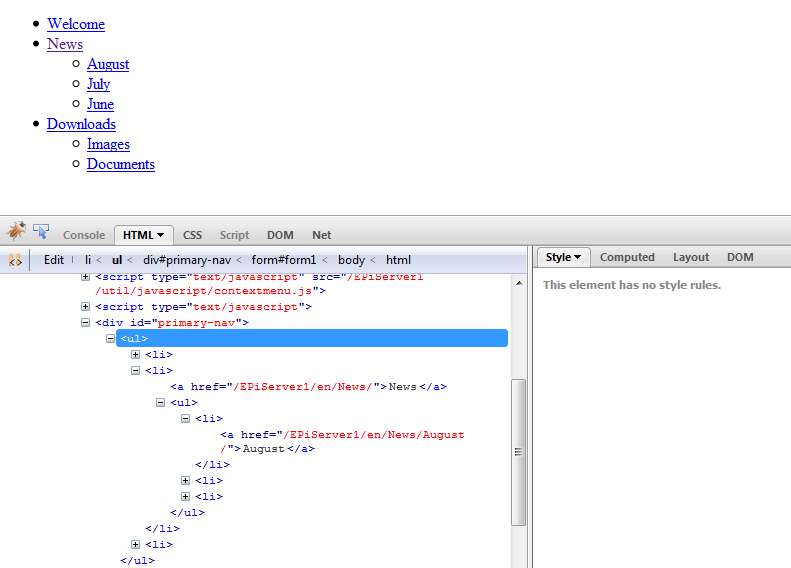 Welcome
News
August
July
June
Downloads
Images
Documents
Console HTML CSS Script DOM Net
Edit li < ul < div#primary-nav < form#form1 < body < html
Style Computed Layout DOM
This element has no style rules.
<script type="text/javascript" src="/EPiServer1
/util/javascript/contextmenu.js">
<script type="text/javascript">
<div id="primary-nav">
<ul>
<li>
<li>
<a href="/EPiServer1/en/News/">News</a>
<ul>
<li>
<a href="/EPiServer1/en/News/August
/">August</a>
</li>
<li>
<li>
</ul>
</li>
<li>
</ul>